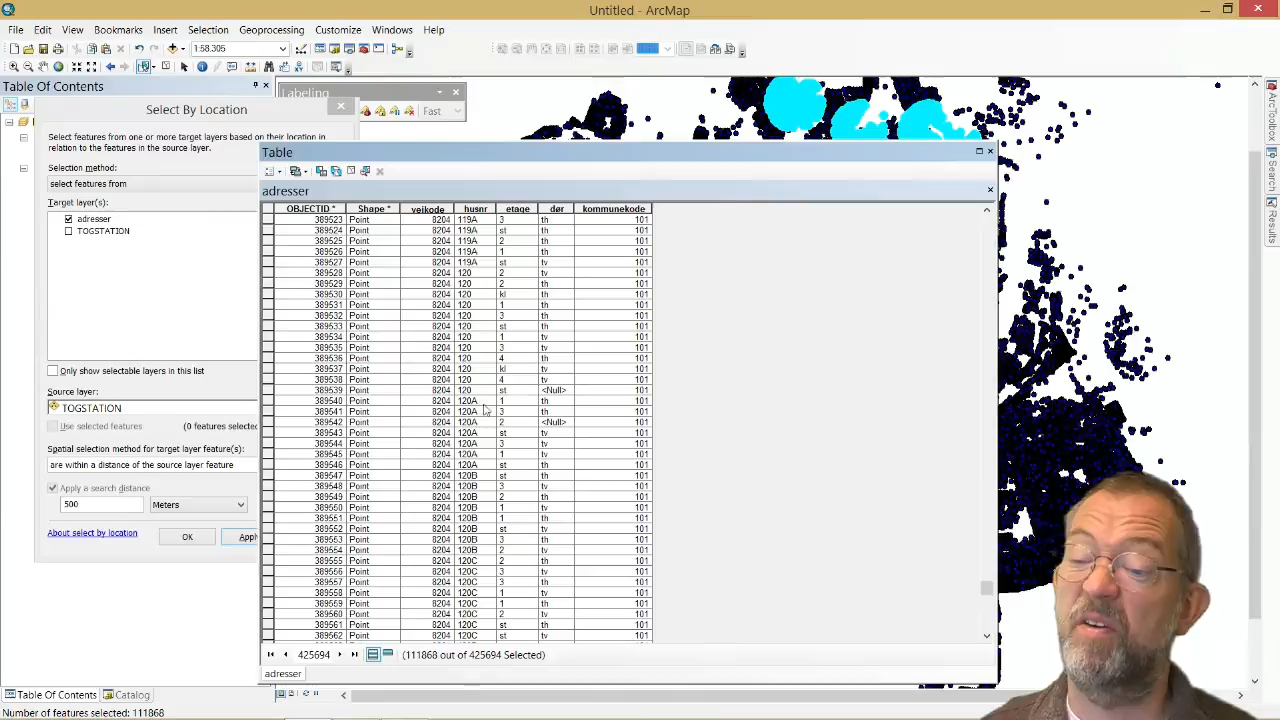 Untitled - ArcMap
File Edit View Bookmarks Insert Selection Geoprocessing Customize Windows Help
1:58.305
Table Of Contents
Labeling
Fast
Select By Location
Select features from one or more target layers based on their location in
relation to the features in the source layer.
Selection method:
select features from
Target layer(s):
adresser
TOGSTATION
Only show selectable layers in this list
Source layer:
TOGSTATION
Use selected features (0 features selected
Spatial selection method for target layer feature(s):
are within a distance of the source layer feature
Apply a search distance
500 Meters
About select by location OK Apply
Table
adresser
OBJECTID * Shape * vejkode husnr etage dør kommunekode
389523 Point 8204 119A 3 th 101
389524 Point 8204 119A st th 101
389525 Point 8204 119A 2 th 101
389526 Point 8204 119A 1 th 101
389527 Point 8204 119A st tv 101
389528 Point 8204 120 2 tv 101
389529 Point 8204 120 2 th 101
389530 Point 8204 120 kl th 101
389531 Point 8204 120 1 th 101
389532 Point 8204 120 3 th 101
389533 Point 8204 120 st th 101
389534 Point 8204 120 1 tv 101
389535 Point 8204 120 3 tv 101
389536 Point 8204 120 4 th 101
389537 Point 8204 120 kl tv 101
389538 Point 8204 120 4 tv 101
389539 Point 8204 120 st <Null> 101
389540 Point 8204 120A 1 th 101
389541 Point 8204 120A 3 th 101
389542 Point 8204 120A 2 <Null> 101
389543 Point 8204 120A st tv 101
389544 Point 8204 120A 3 tv 101
389545 Point 8204 120A 1 tv 101
389546 Point 8204 120A st th 101
389547 Point 8204 120B st th 101
389548 Point 8204 120B 3 tv 101
389549 Point 8204 120B 2 th 101
389550 Point 8204 120B 1 tv 101
389551 Point 8204 120B 1 th 101
389552 Point 8204 120B st tv 101
389553 Point 8204 120B 3 th 101
389554 Point 8204 120B 2 tv 101
389555 Point 8204 120C 2 th 101
389556 Point 8204 120C 3 tv 101
389557 Point 8204 120C 3 th 101
389558 Point 8204 120C 1 tv 101
389559 Point 8204 120C 1 th 101
389560 Point 8204 120C 2 tv 101
389561 Point 8204 120C st th 101
389562 Point 8204 120C st tv 101
425694 (111868 out of 425694 Selected)
adresser
ArcToolbox
Search
Results
Table Of Contents Catalog
Number of features selected: 111868